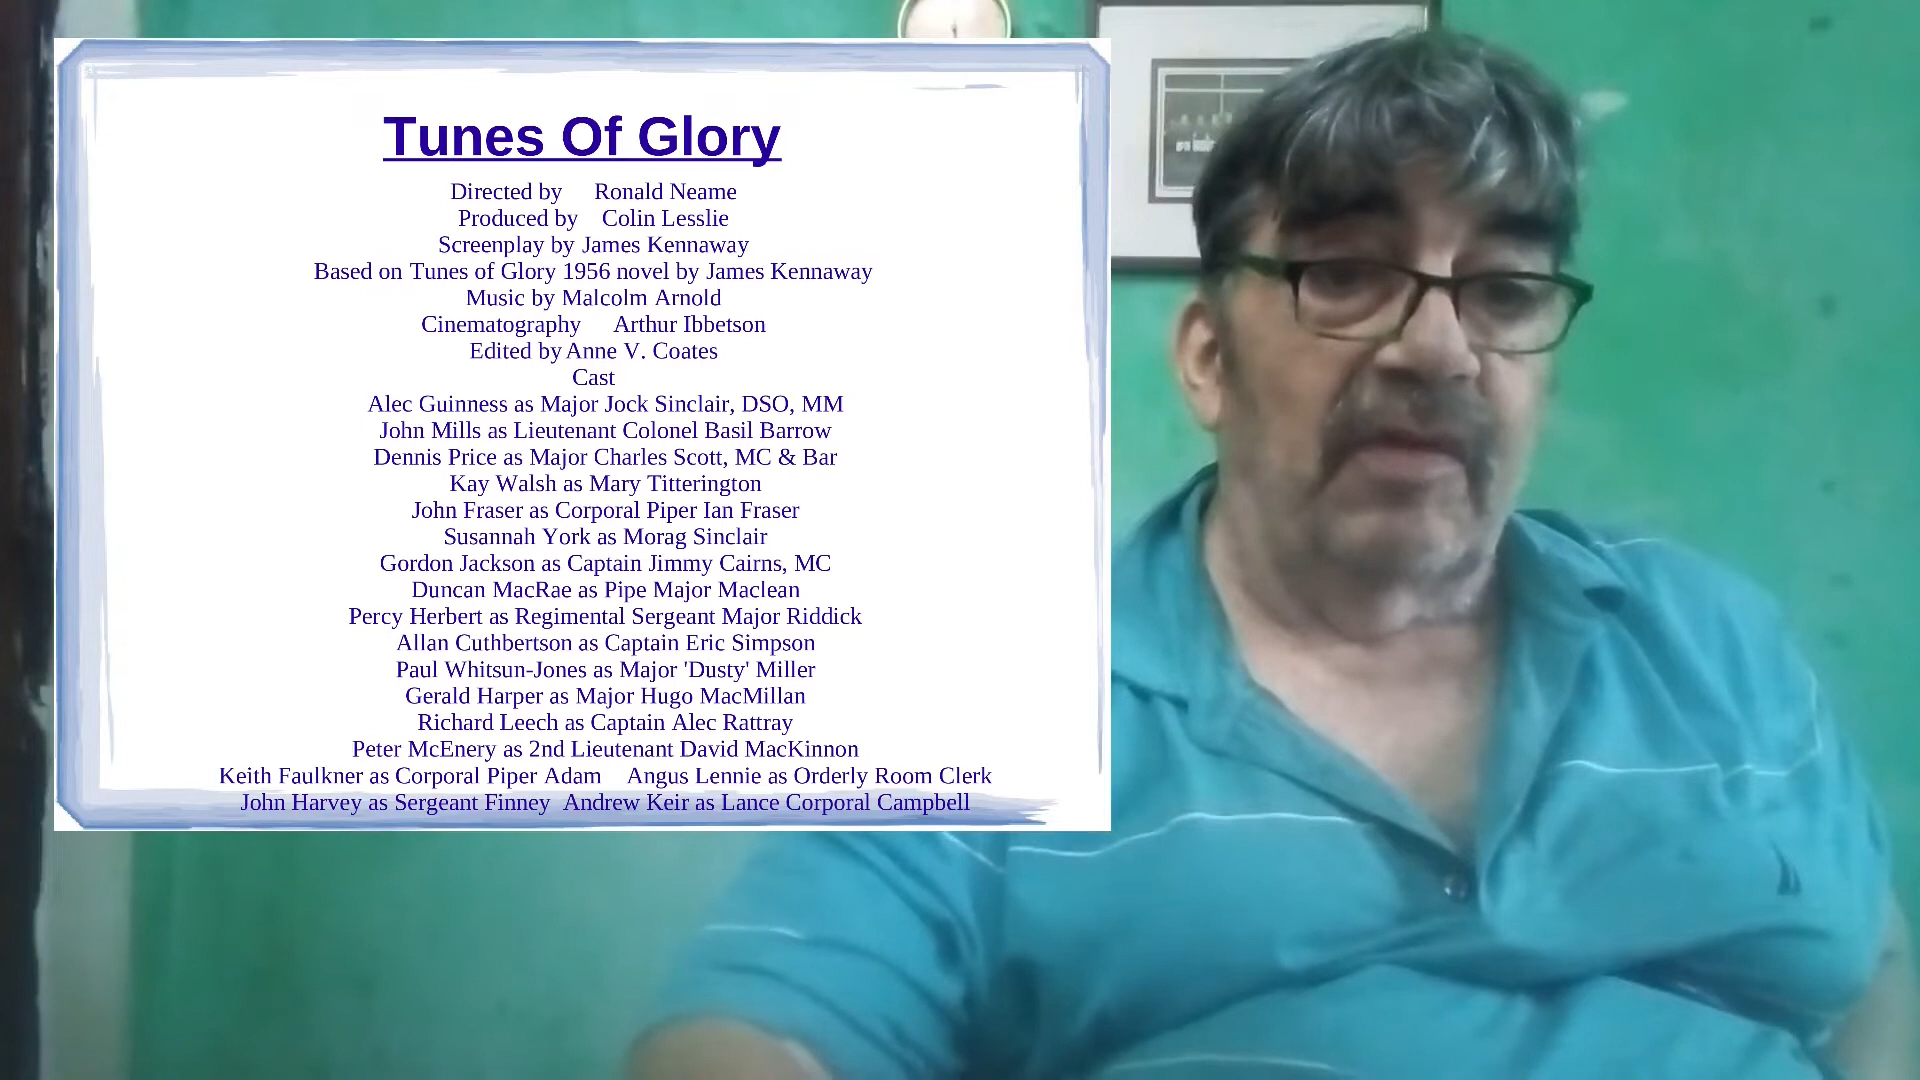 Tunes Of Glory
Directed by Ronald Neame
Produced by Colin Lesslie
Screenplay by James Kennaway
Based on Tunes of Glory 1956 novel by James Kennaway
Music by Malcolm Arnold
Cinematography Arthur Ibbetson
Edited by Anne V. Coates
Cast
Alec Guinness as Major Jock Sinclair, DSO, MM
John Mills as Lieutenant Colonel Basil Barrow
Dennis Price as Major Charles Scott, MC & Bar
Kay Walsh as Mary Titterington
John Fraser as Corporal Piper Ian Fraser
Susannah York as Morag Sinclair
Gordon Jackson as Captain Jimmy Cairns, MC
Duncan MacRae as Pipe Major Maclean
Percy Herbert as Regimental Sergeant Major Riddick
Allan Cuthbertson as Captain Eric Simpson
Paul Whitsun-Jones as Major 'Dusty' Miller
Gerald Harper as Major Hugo MacMillan
Richard Leech as Captain Alec Rattray
Peter McEnery as 2nd Lieutenant David MacKinnon
Keith Faulkner as Corporal Piper Adam Angus Lennie as Orderly Room Clerk
John Harvey as Sergeant Finney Andrew Keir as Lance Corporal Campbell